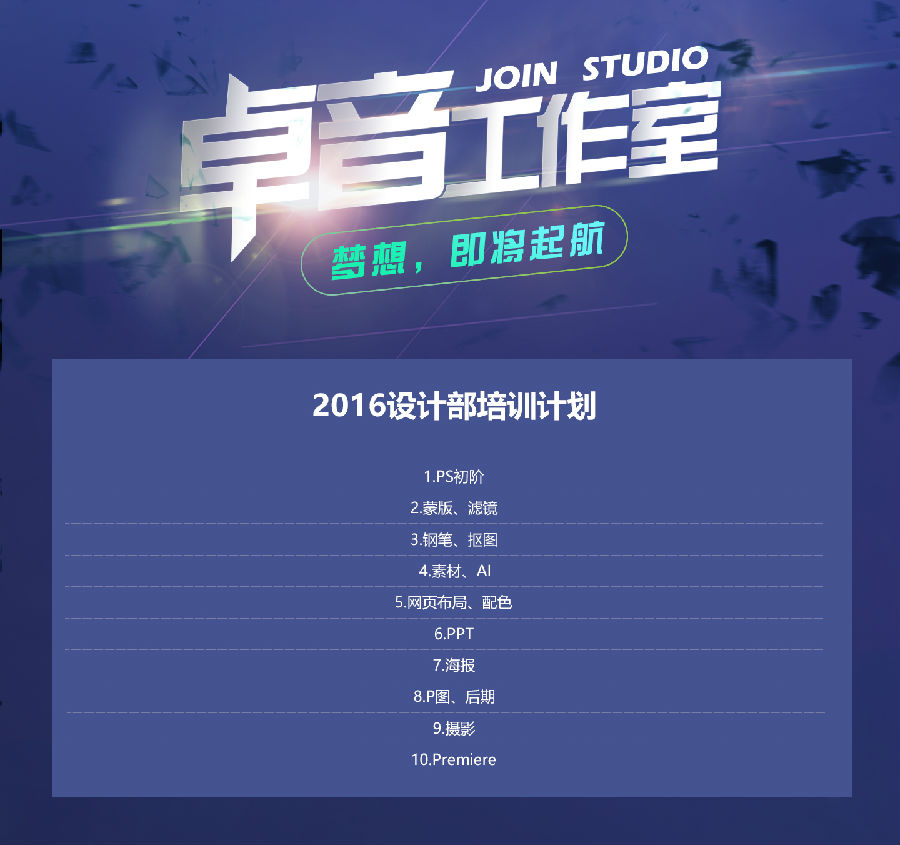 JOIN STUDIO
卓音工作室
梦想，即将起航
2016设计部培训计划
1.PS初阶
2.蒙版、滤镜
3.钢笔、抠图
4.素材、AI
5.网页布局、配色
6.PPT
7.海报
8.P图、后期
9.摄影
10.Premiere